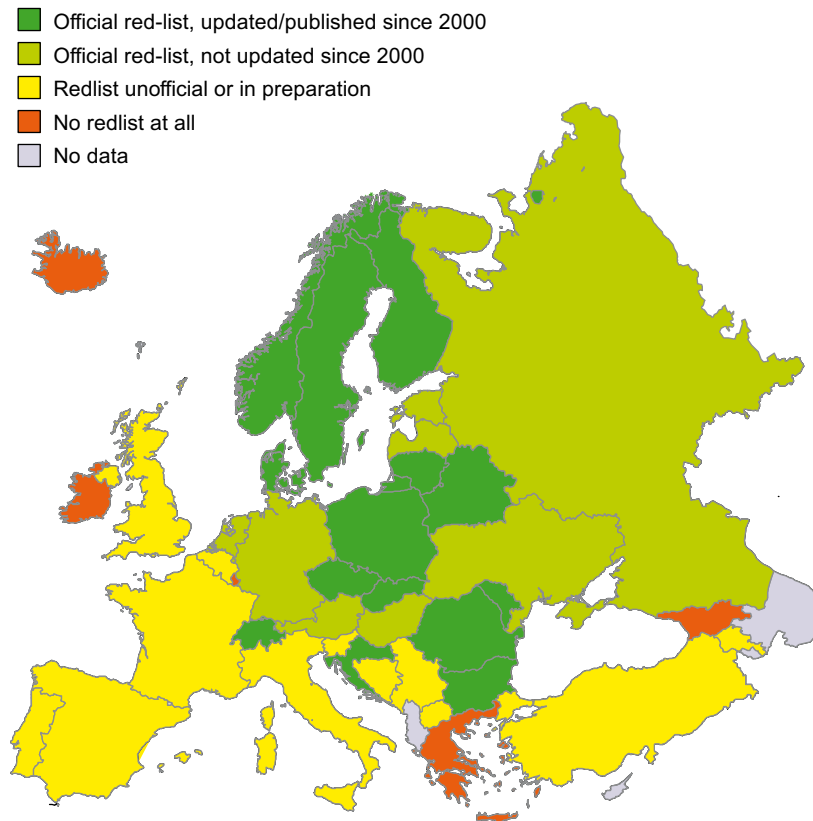 Official red-list, updated/published since 2000
Official red-list, not updated since 2000
Redlist unofficial or in preparation
No redlist at all
No data